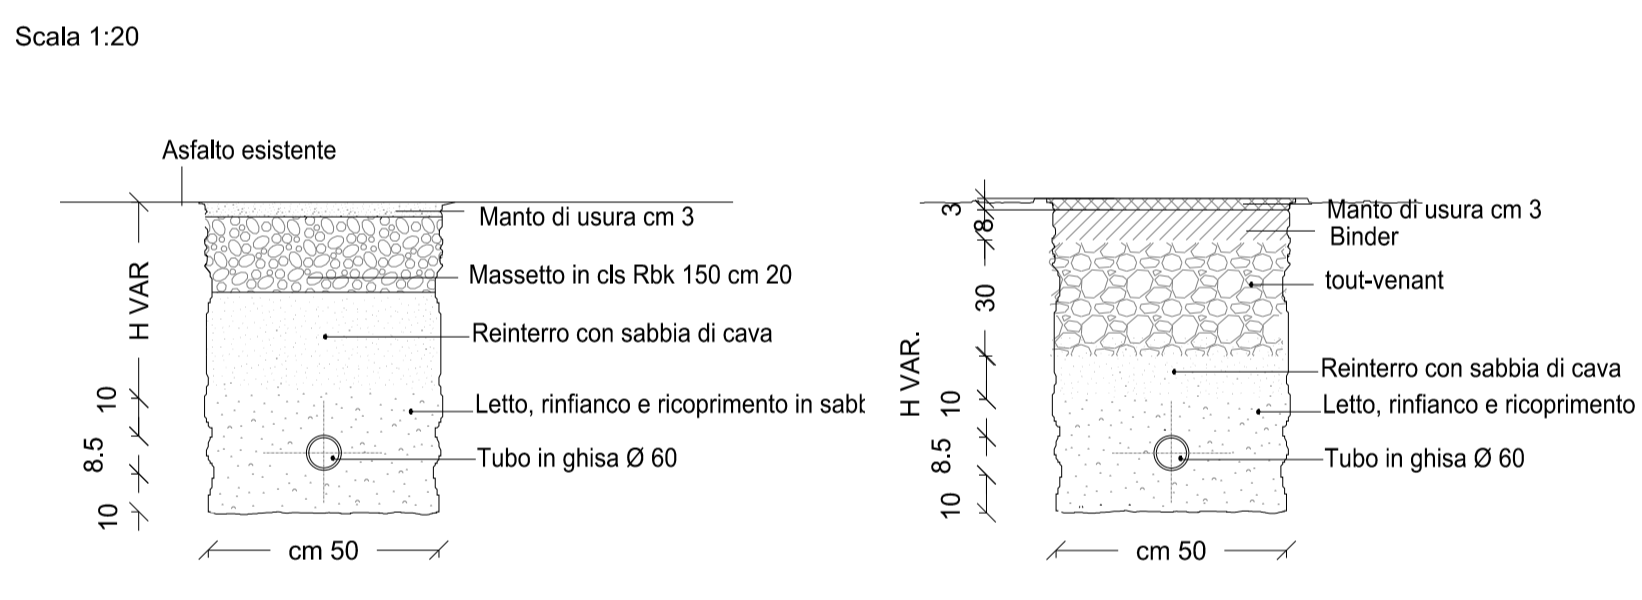 Scala 1:20
Asfalto esistente
Manto di usura cm 3
Massetto in cls Rbk 150 cm 20
Reinterro con sabbia di cava
Letto, rinfianco e ricoprimento in sabb
Tubo in ghisa Ø 60
H VAR
10
8.5
10
cm 50
Manto di usura cm 3
Binder
tout-venant
Reinterro con sabbia di cava
Letto, rinfianco e ricoprimento
Tubo in ghisa Ø 60
3
8
30
H VAR.
10
8.5
10
cm 50